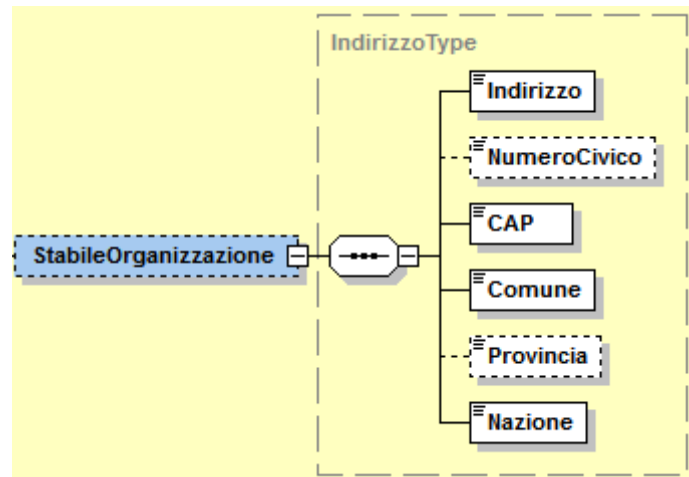 IndirizzoType
Indirizzo
NumeroCivico
CAP
StabileOrganizzazione
Comune
Provincia
Nazione